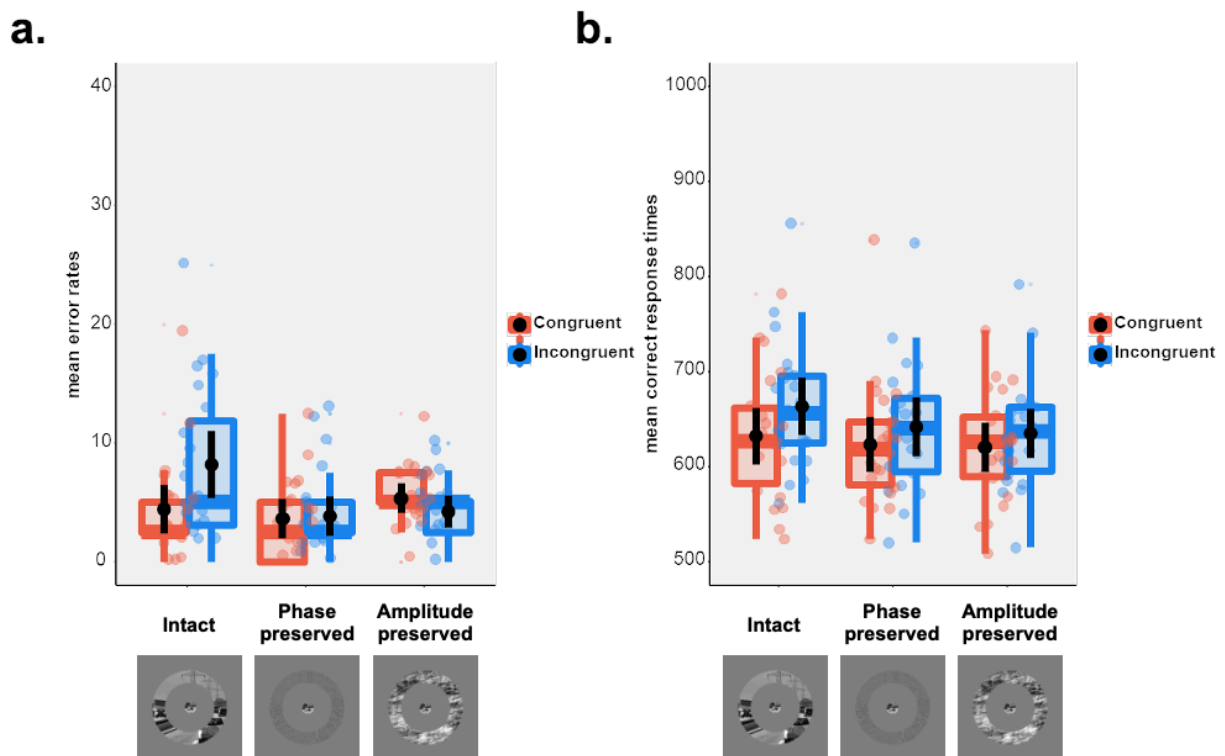 a.
mean error rates
40
30
20
10
0
Congruent
Incongruent
Intact
Phase
preserved
Amplitude
preserved
b.
mean correct response times
1000
900
800
700
600
500
Congruent
Incongruent
Intact
Phase
preserved
Amplitude
preserved